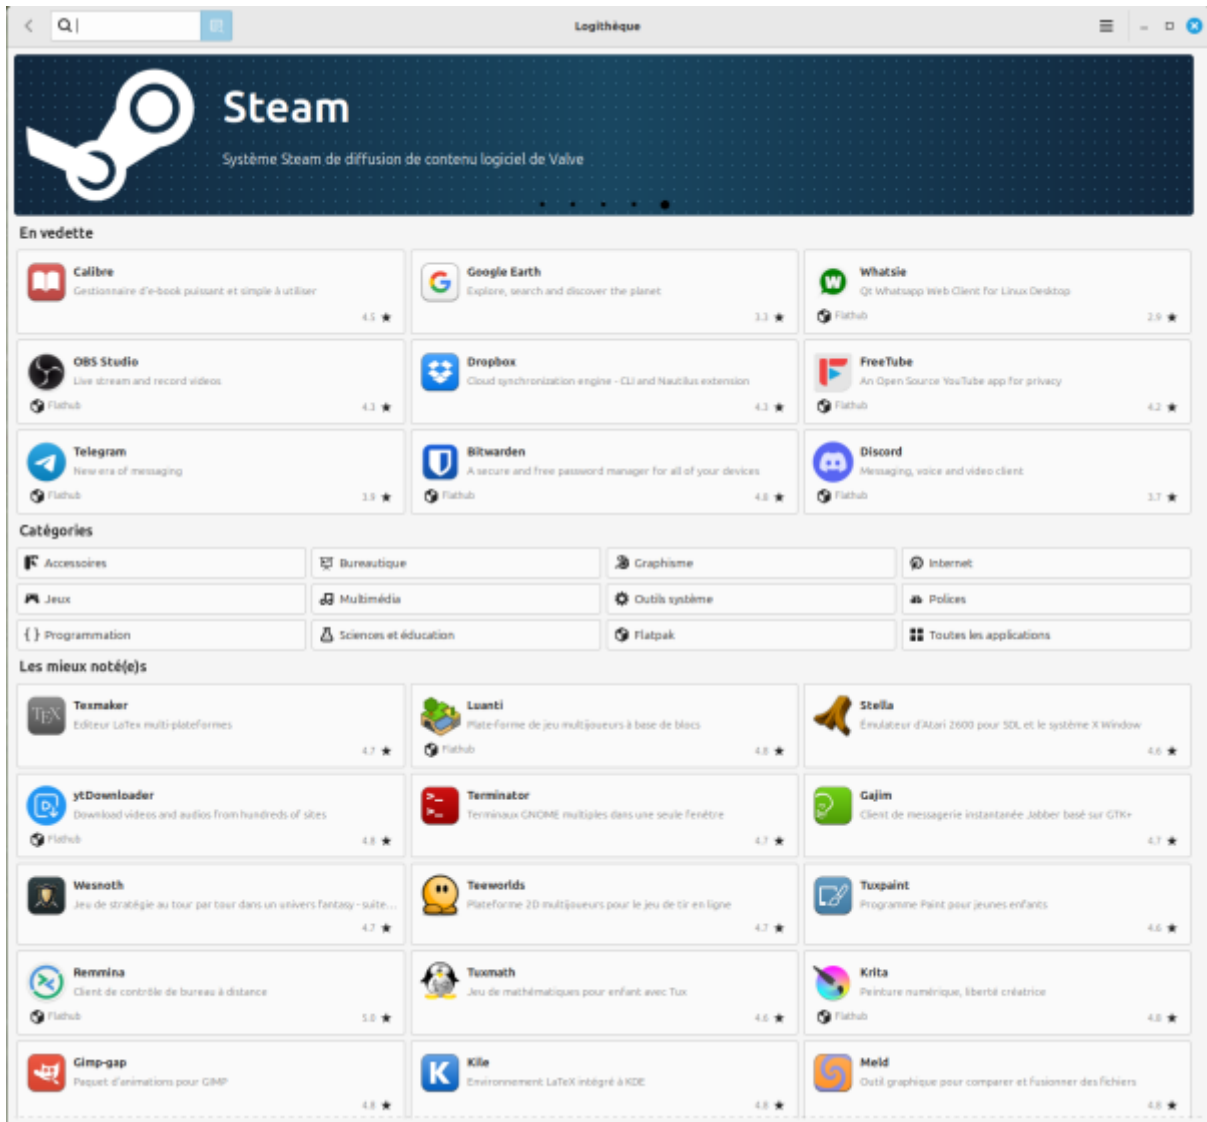 Logithèque
Steam
Système Steam de diffusion de contenu logiciel de Valve
En vedette
Calibre
Gestionnaire d'e-book puissant et simple à utiliser
4.5 ★
Google Earth
Explore, search and discover the planet
3.3 ★
Whatsie
Qt Whatsapp Web Client for Linux Desktop
Flathub
2.9 ★
OBS Studio
Live stream and record videos
Flathub
4.3 ★
Dropbox
Cloud synchronization engine - CLI and Nautilus extension
4.3 ★
FreeTube
An Open Source YouTube app for privacy
Flathub
4.2 ★
Telegram
New era of messaging
Flathub
3.9 ★
Bitwarden
A secure and free password manager for all of your devices
Flathub
4.8 ★
Discord
Messaging, voice and video client
Flathub
3.7 ★
Catégories
Accessoires
Bureautique
Graphisme
Internet
Jeux
Multimédia
Outils système
Polices
Programmation
Sciences et éducation
Flatpak
Toutes les applications
Les mieux noté(e)s
TEX
Texmaker
Editeur LaTex multi-plateformes
4.7 ★
Luanti
Plate-forme de jeu multijoueurs à base de blocs
Flathub
4.8 ★
Stella
Émulateur d'Atari 2600 pour SDL et le système X Window
4.6 ★
ytDownloader
Download videos and audios from hundreds of sites
Flathub
4.8 ★
Terminator
Terminaux GNOME multiples dans une seule fenêtre
4.7 ★
Gajim
Client de messagerie instantanée Jabber basé sur GTK+
4.7 ★
Wesnoth
Jeu de stratégie au tour par tour dans un univers fantasy - suite...
4.7 ★
Teeworlds
Plateforme 2D multijoueurs pour le jeu de tir en ligne
4.7 ★
Tuxpaint
Programme Paint pour jeunes enfants
4.6 ★
Remmina
Client de contrôle de bureau à distance
Flathub
5.0 ★
Tuxmath
Jeu de mathématiques pour enfant avec Tux
4.6 ★
Krita
Peinture numérique, liberté créatrice
Flathub
4.8 ★
Gimp-gap
Paquet d'animations pour GIMP
4.8 ★
K
Kile
Environnement LaTeX intégré à KDE
4.8 ★
Meld
Outil graphique pour comparer et fusionner des fichiers
4.8 ★